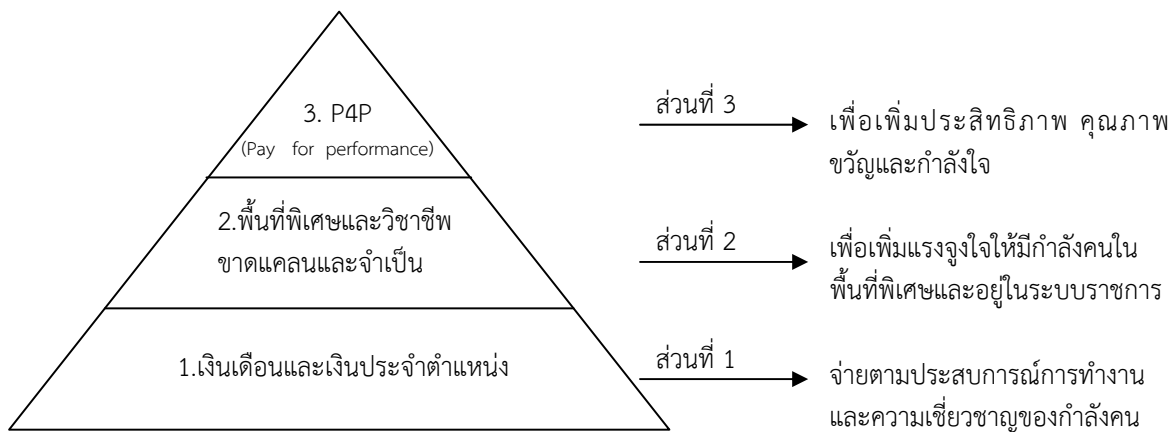 3. P4P
(Pay for performance)
ส่วนที่ 3
เพื่อเพิ่มประสิทธิภาพ คุณภาพ
ขวัญและกำลังใจ
2.พื้นที่พิเศษและวิชาชีพ
ขาดแคลนและจำเป็น
ส่วนที่ 2
เพื่อเพิ่มแรงจูงใจให้มีกำลังคนใน
พื้นที่พิเศษและอยู่ในระบบราชการ
1.เงินเดือนและเงินประจำตำแหน่ง
ส่วนที่ 1
จ่ายตามประสบการณ์การทำงาน
และความเชี่ยวชาญของกำลังคน